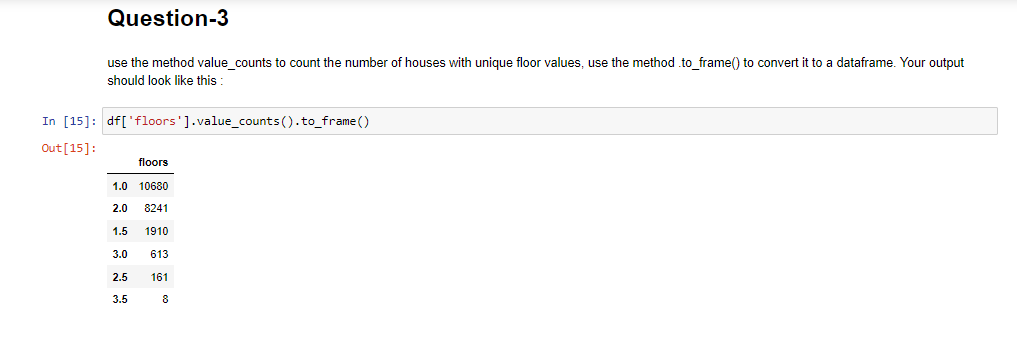 Question-3
use the method value_counts to count the number of houses with unique floor values, use the method .to_frame() to convert it to a dataframe. Your output
should look like this :
In [15]: df['floors'].value_counts().to_frame()
Out[15]:
floors
1.0 10680
2.0 8241
1.5 1910
3.0 613
2.5 161
3.5 8